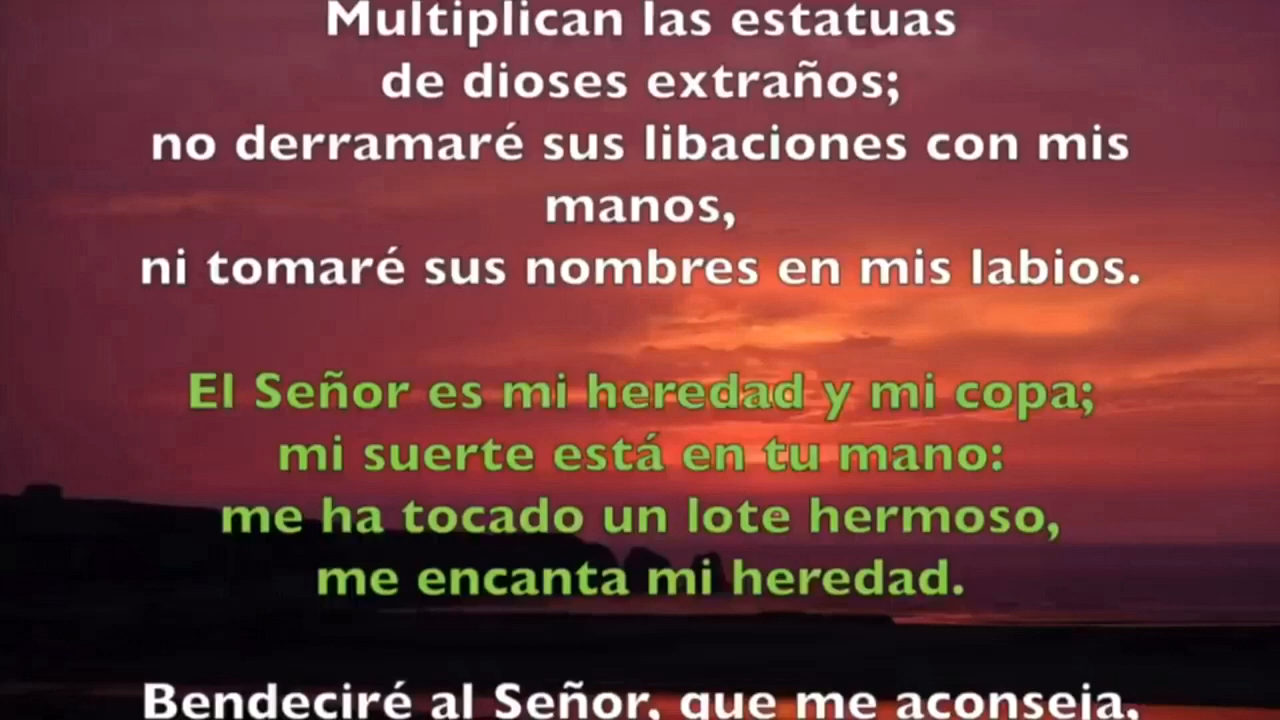 Multiplican las estatuas
de dioses extraños;
no derramaré sus libaciones con mis
manos,
ni tomaré sus nombres en mis labios.
El Señor es mi heredad y mi copa;
mi suerte está en tu mano:
me ha tocado un lote hermoso,
me encanta mi heredad.
Bendeciré al Señor, que me aconseja,